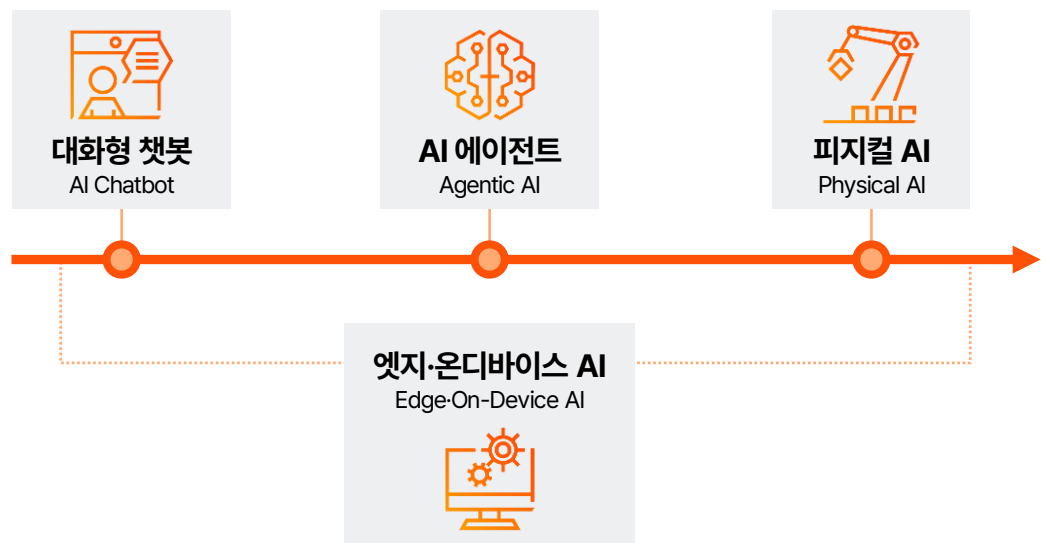 대화형 챗봇
AI Chatbot
AI 에이전트
Agentic AI
피지컬 AI
Physical AI
엣지·온디바이스 AI
Edge·On-Device AI